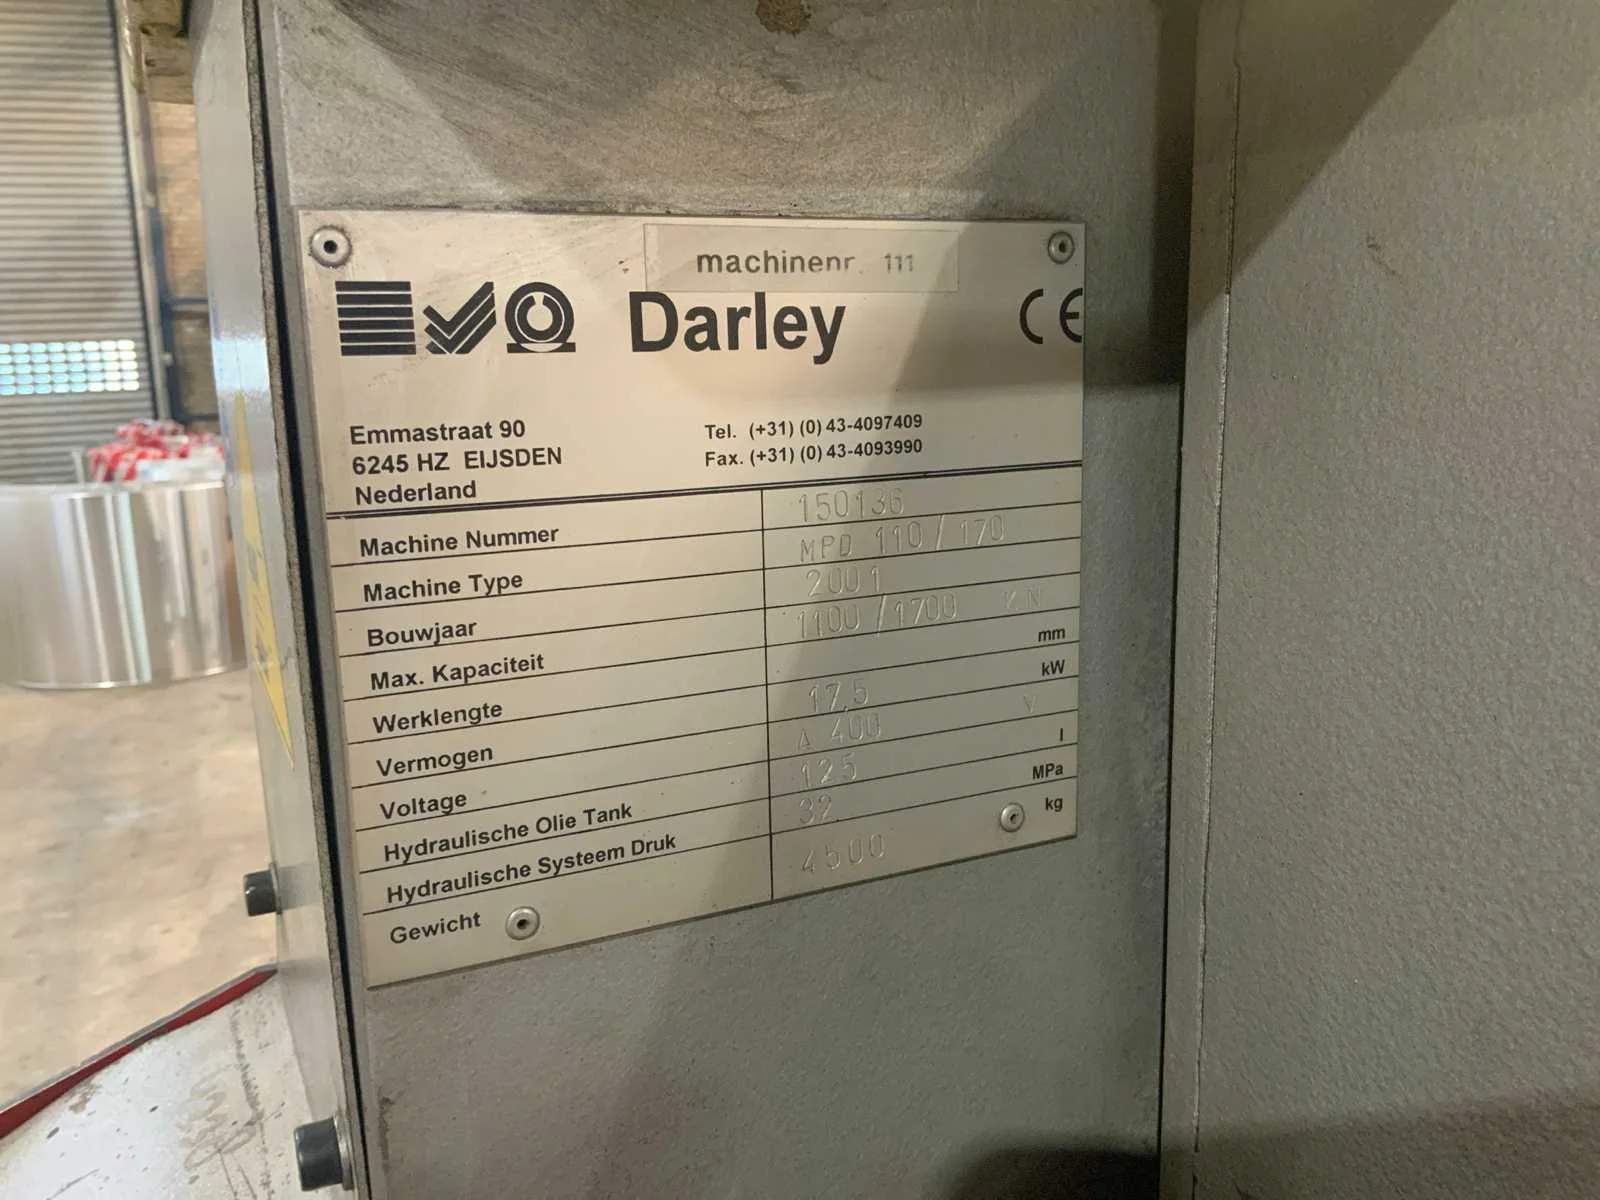 machinenr. 111
Darley
CE
Emmastraat 90
6245 HZ EIJSDEN
Nederland
Tel. (+31) (0) 43-4097409
Fax. (+31) (0) 43-4093990
Machine Nummer 150136
Machine Type MPD 110/170
Bouwjaar 2001
Max. Kapaciteit 1100/1700 KN
Werklengte mm
Vermogen 17,5 kW
Voltage 400 V
Hydraulische Olie Tank 125 l
Hydraulische Systeem Druk 32 MPa
Gewicht 4500 kg